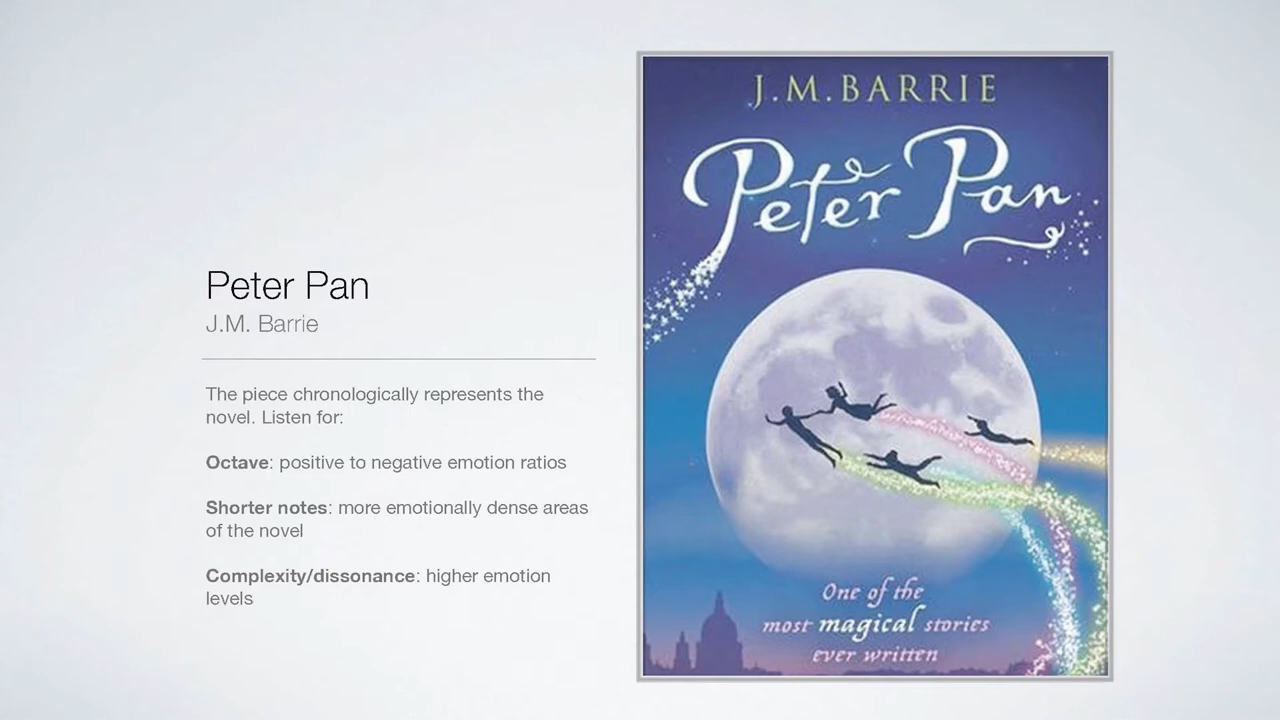 Peter Pan
J.M. Barrie
The piece chronologically represents the
novel. Listen for:
Octave: positive to negative emotion ratios
Shorter notes: more emotionally dense areas
of the novel
Complexity/dissonance: higher emotion
levels
J.M.BARRIE
Peter Pan
One of the
most magical stories
ever written